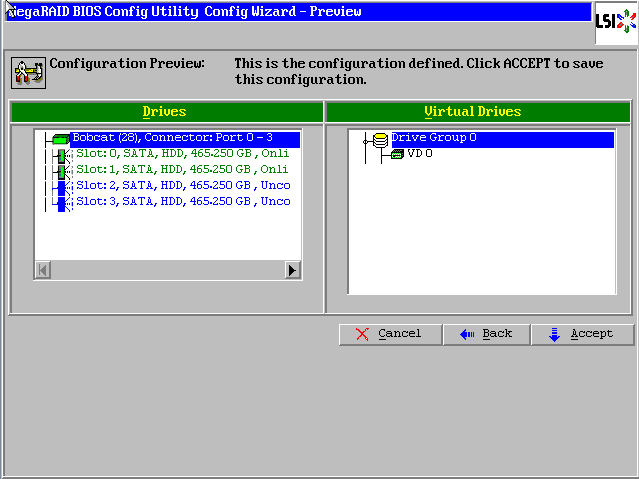 MegaRAID BIOS Config Utility Config Wizard - Preview
LSI
Configuration Preview: This is the configuration defined. Click ACCEPT to save
this configuration.
Drives
Virtual Drives
Bobcat (28), Connector: Port 0 - 3
Slot: 0, SATA, HDD, 465.250 GB, Onli
Slot: 1, SATA, HDD, 465.250 GB, Onli
Slot: 2, SATA, HDD, 465.250 GB, Unco
Slot: 3, SATA, HDD, 465.250 GB, Unco
Drive Group 0
VD 0
Cancel
Back
Accept